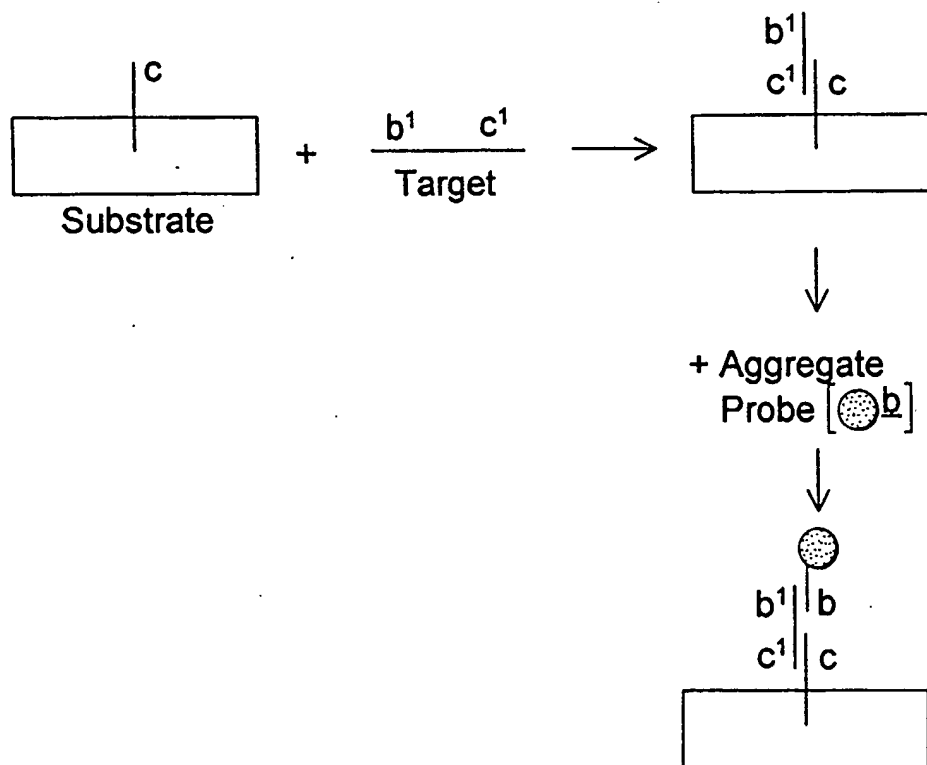 c
Substrate
+
b¹ c¹
Target
b¹
c¹ c
+ Aggregate
Probe [b]
b¹ b
c¹ c